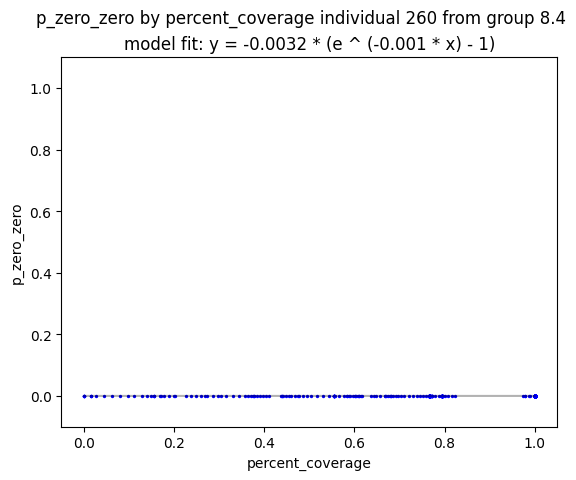 p_zero_zero by percent_coverage individual 260 from group 8.4
model fit: y = -0.0032 * (e ^ (-0.001 * x) - 1)
1.0
0.8
0.6
0.4
0.2
0.0
p_zero_zero
0.0 0.2 0.4 0.6 0.8 1.0
percent_coverage